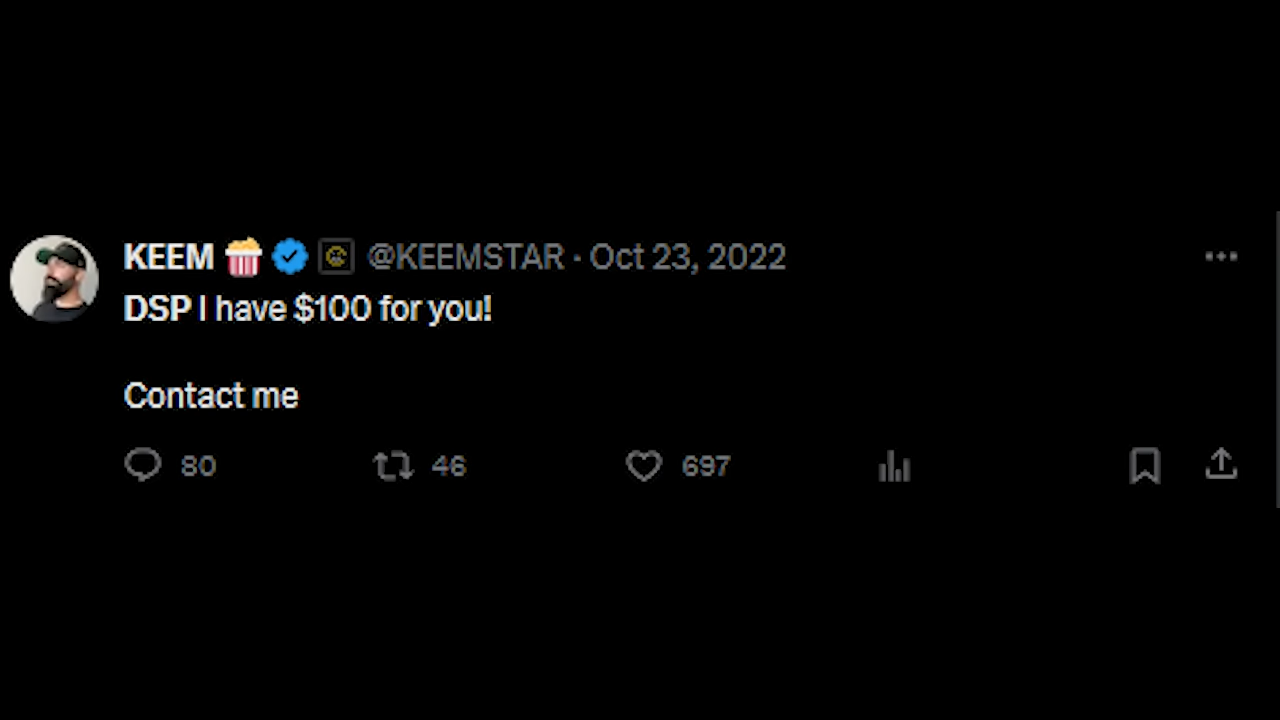 KEEM 🍿 @KEEMSTAR · Oct 23, 2022
DSP I have $100 for you!
Contact me
80 46 697